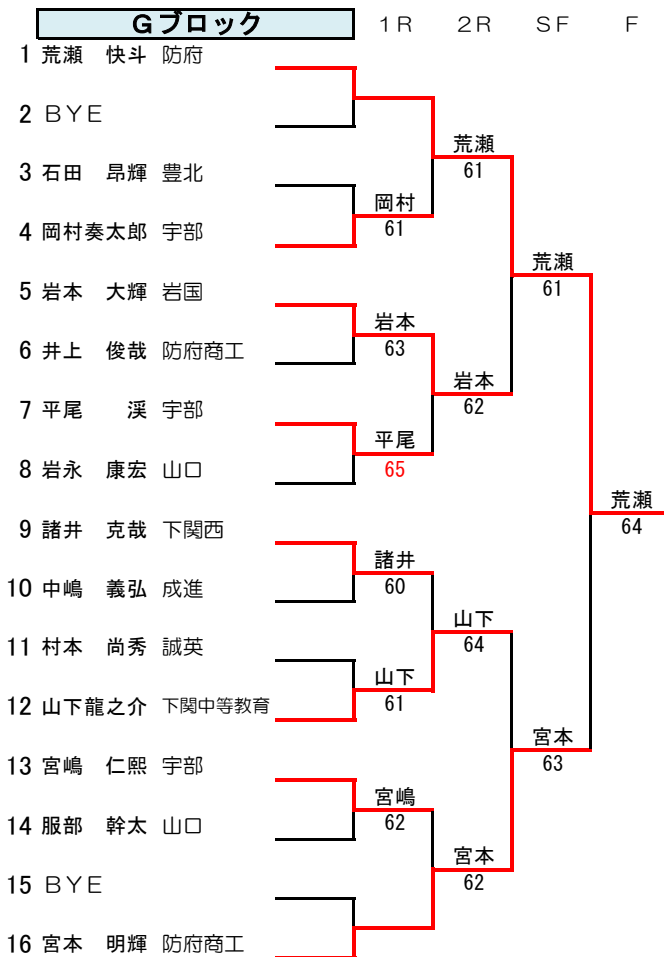 Gブロック 1R 2R SF F
1 荒瀬 快斗 防府
2 BYE
荒瀬
61
3 石田 昂輝 豊北
岡村
61
4 岡村奏太郎 宇部
荒瀬
61
5 岩本 大輝 岩国
岩本
63
6 井上 俊哉 防府商工
岩本
62
7 平尾 渓 宇部
平尾
65
8 岩永 康宏 山口
荒瀬
64
9 諸井 克哉 下関西
諸井
60
10 中嶋 義弘 成進
山下
64
11 村本 尚秀 誠英
山下
61
12 山下龍之介 下関中等教育
宮本
63
13 宮嶋 仁熙 宇部
宮嶋
62
14 服部 幹太 山口
宮本
62
15 BYE
16 宮本 明輝 防府商工